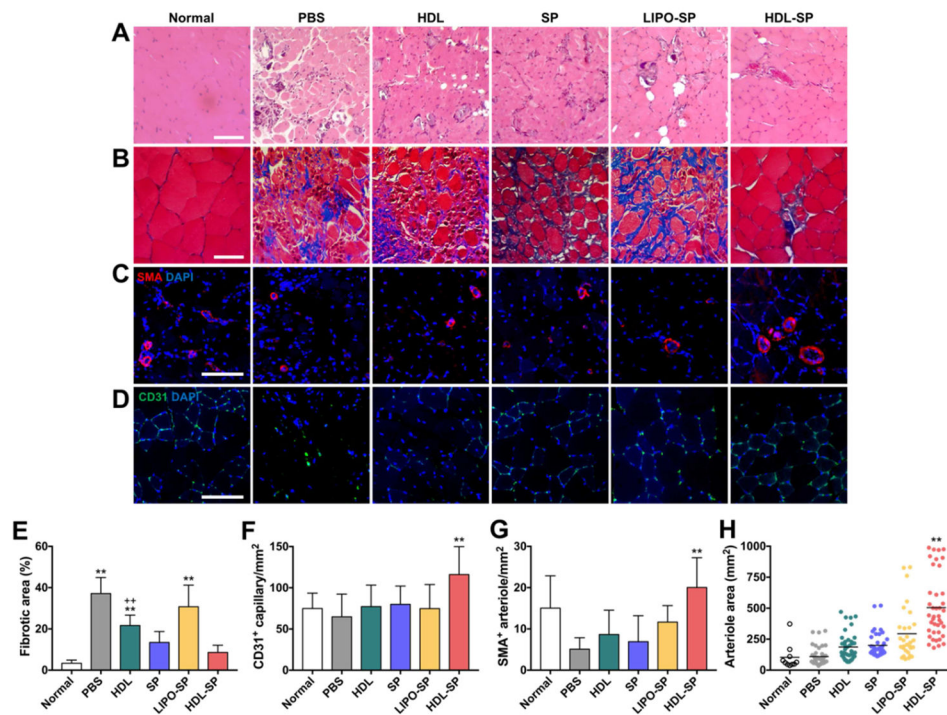 Normal PBS HDL SP LIPO-SP HDL-SP
A
B
C
SMA DAPI
D
CD31 DAPI
E
Fibrotic area (%)
60
40
20
0
**
++
**
**
Normal PBS HDL SP LIPO-SP HDL-SP
F
CD31+ capillary/mm2
150
100
50
0
**
Normal PBS HDL SP LIPO-SP HDL-SP
G
SMA+ arteriole/mm2
30
20
10
0
**
Normal PBS HDL SP LIPO-SP HDL-SP
H
Arteriole area (mm2)
1000
750
500
250
0
**
Normal PBS HDL SP LIPO-SP HDL-SP